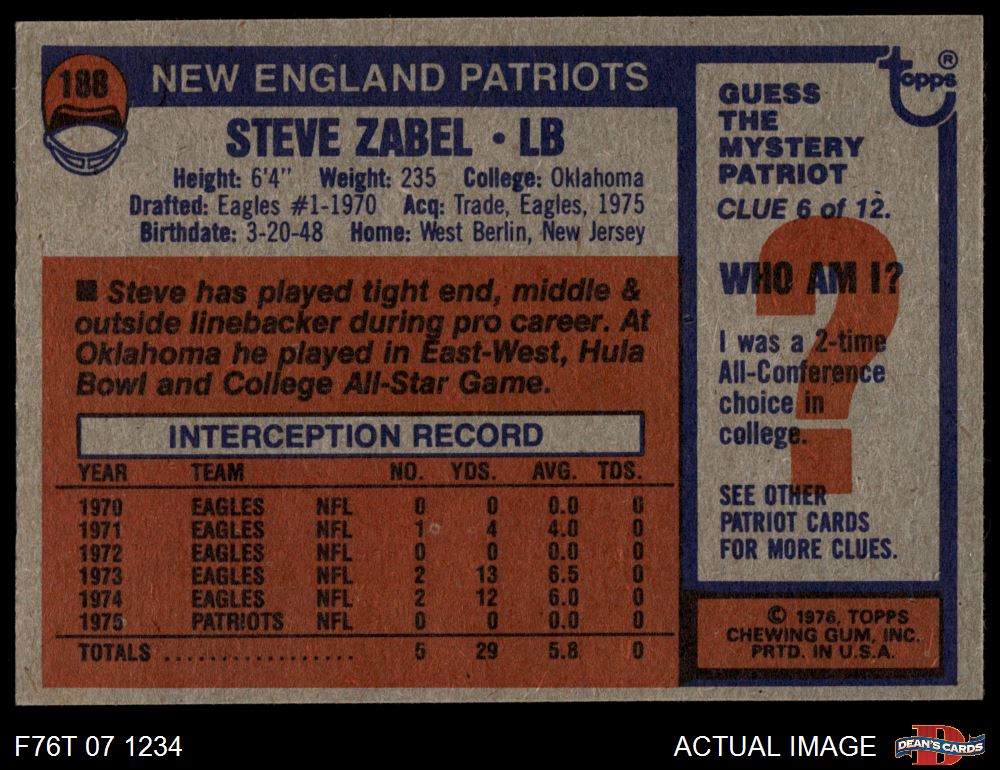 188
NEW ENGLAND PATRIOTS
STEVE ZABEL • LB
Height: 6'4" Weight: 235 College: Oklahoma
Drafted: Eagles #1-1970 Acq: Trade, Eagles, 1975
Birthdate: 3-20-48 Home: West Berlin, New Jersey
■ Steve has played tight end, middle &
outside linebacker during pro career. At
Oklahoma he played in East-West, Hula
Bowl and College All-Star Game.
INTERCEPTION RECORD
YEAR TEAM NO. YDS. AVG. TDS.
1970 EAGLES NFL 0 0 0.0 0
1971 EAGLES NFL 1 4 4.0 0
1972 EAGLES NFL 0 0 0.0 0
1973 EAGLES NFL 2 13 6.5 0
1974 EAGLES NFL 2 12 6.0 0
1975 PATRIOTS NFL 0 0 0.0 0
TOTALS .................. 5 29 5.8 0
topps®
GUESS
THE
MYSTERY
PATRIOT
CLUE 6 of 12.
?
WHO AM I?
I was a 2-time
All-Conference
choice in
college.
SEE OTHER
PATRIOT CARDS
FOR MORE CLUES.
© 1976, TOPPS
CHEWING GUM, INC.
PRTD. IN U.S.A.
F76T 07 1234
ACTUAL IMAGE
D
DEAN'S CARDS